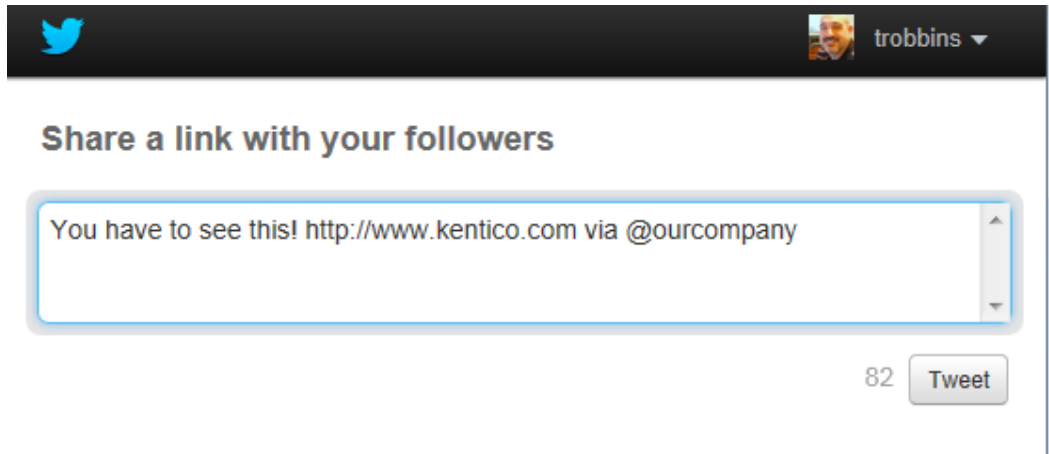 trobbins
Share a link with your followers
You have to see this! http://www.kentico.com via @ourcompany
82
Tweet